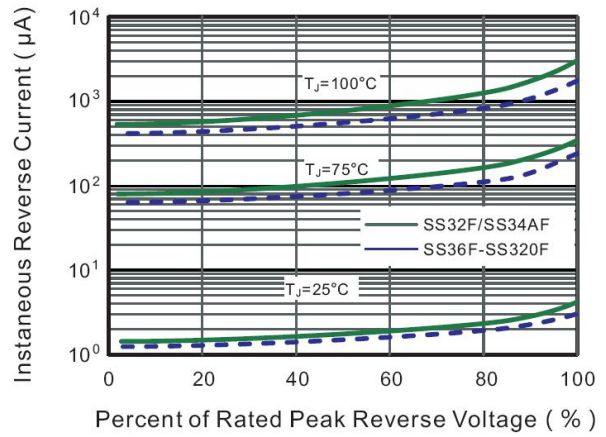 Instaneous Reverse Current ( μA )
10⁴
10³
10²
10¹
10⁰
TJ=100°C
TJ=75°C
SS32F/SS34AF
SS36F-SS320F
TJ=25°C
0 20 40 60 80 100
Percent of Rated Peak Reverse Voltage ( % )